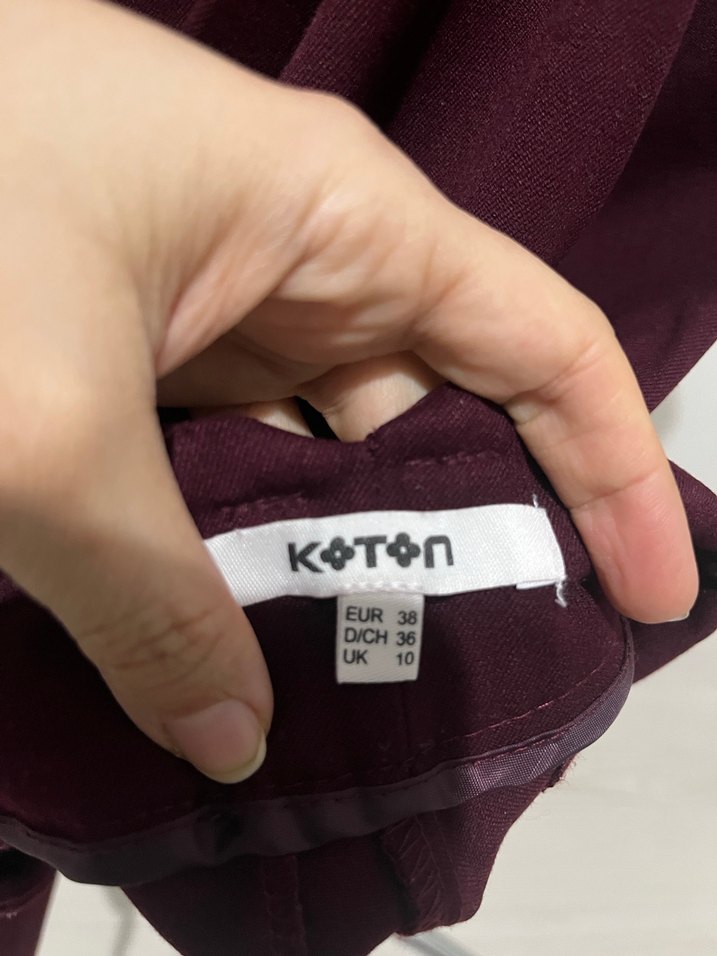 KOTON
EUR 38
D/CH 36
UK 10